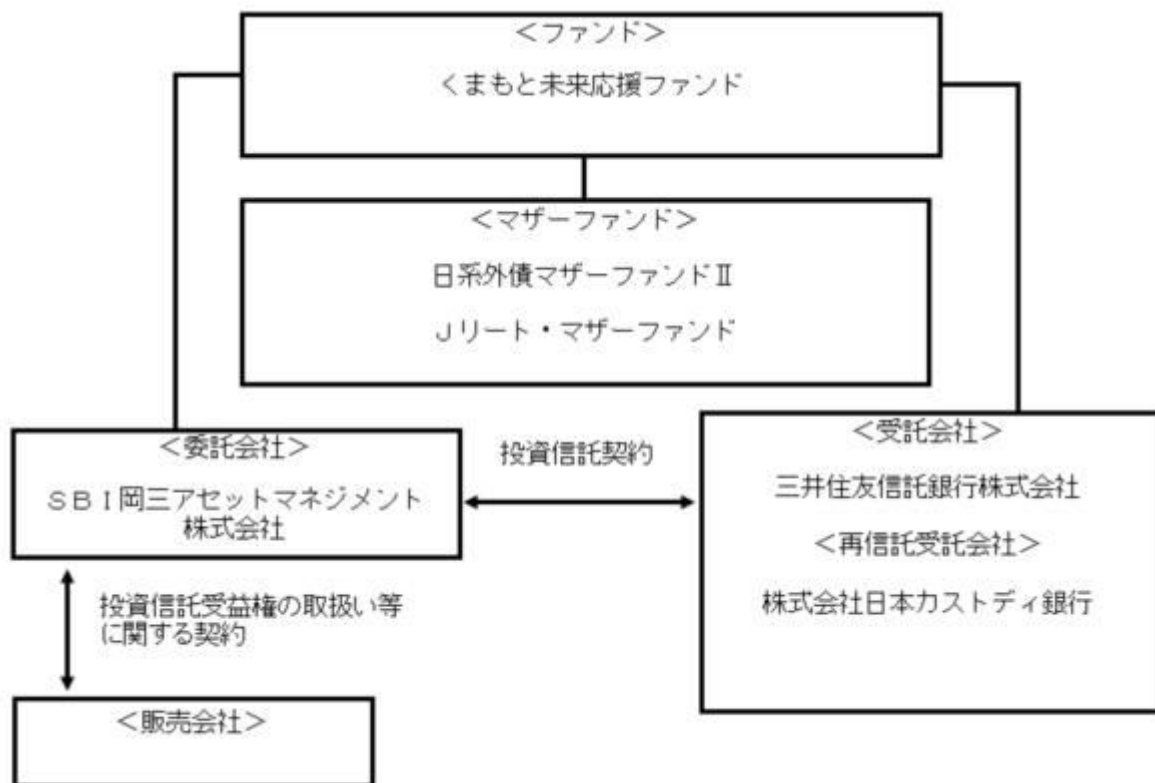 ＜ファンド＞
くまもと未来応援ファンド
＜マザーファンド＞
日系外債マザーファンドⅡ
Ｊリート・マザーファンド
＜委託会社＞
ＳＢＩ岡三アセットマネジメント
株式会社
投資信託契約
＜受託会社＞
三井住友信託銀行株式会社
＜再信託受託会社＞
株式会社日本カストディ銀行
投資信託受益権の取扱い等
に関する契約
＜販売会社＞